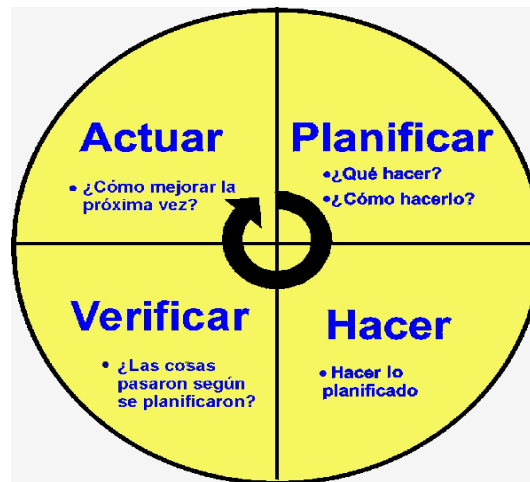 Actuar
• ¿Cómo mejorar la
próxima vez?
Planificar
•¿Qué hacer?
•¿Cómo hacerlo?
Verificar
• ¿Las cosas
pasaron según
se planificaron?
Hacer
• Hacer lo
planificado